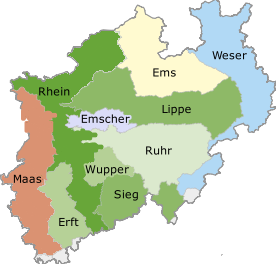 Weser
Ems
Rhein
Lippe
Emscher
Ruhr
Wupper
Maas
Sieg
Erft